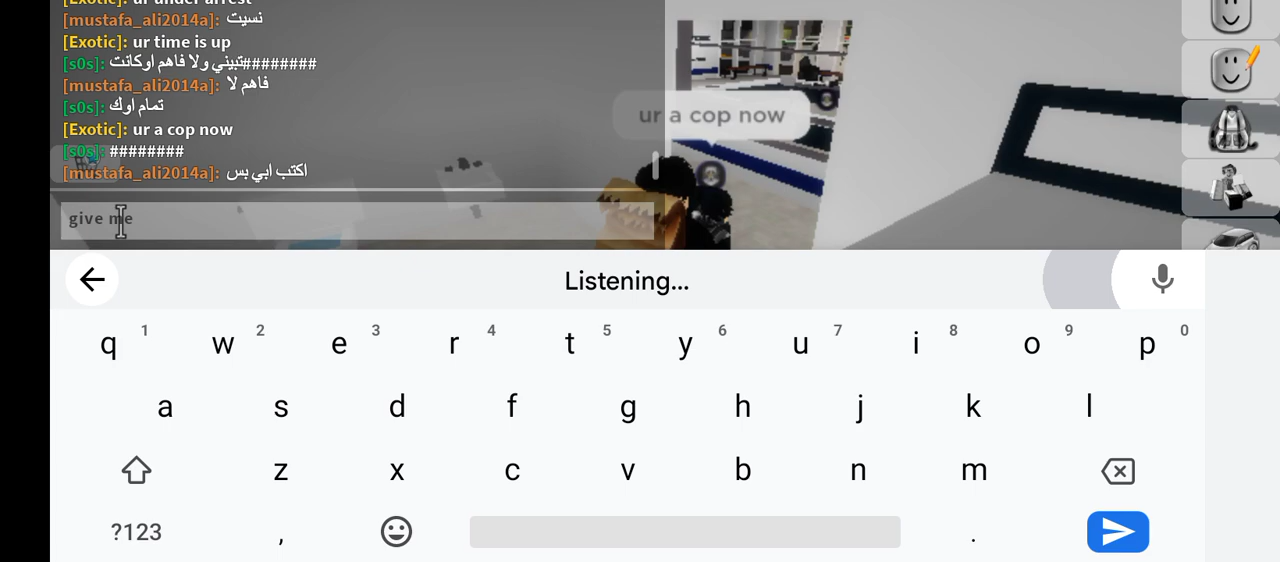 [Exotic]: ur under arrest
[mustafa_ali2014a]: نسيت
[Exotic]: ur time is up
[s0s]: ########تبيني ولا فاهم اوكانت
[mustafa_ali2014a]: فاهم لا
[s0s]: تمام اوك
[Exotic]: ur a cop now
[s0s]: ########
[mustafa_ali2014a]: اكتب ابي بس
ur a cop now
give me
Listening...
q 1 w 2 e 3 r 4 t 5 y 6 u 7 i 8 o 9 p 0
a s d f g h j k l
z x c v b n m
?123 , .